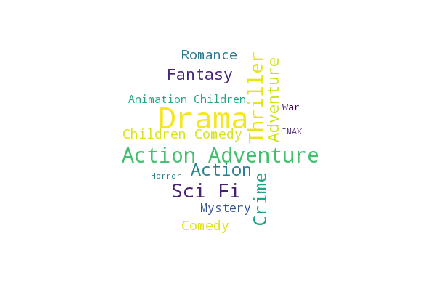 Romance
Fantasy
Thriller
Adventure
Animation Children
War
Drama
Children Comedy
IMAX
Action Adventure
Action
Horror
Crime
Sci Fi
Mystery
Comedy